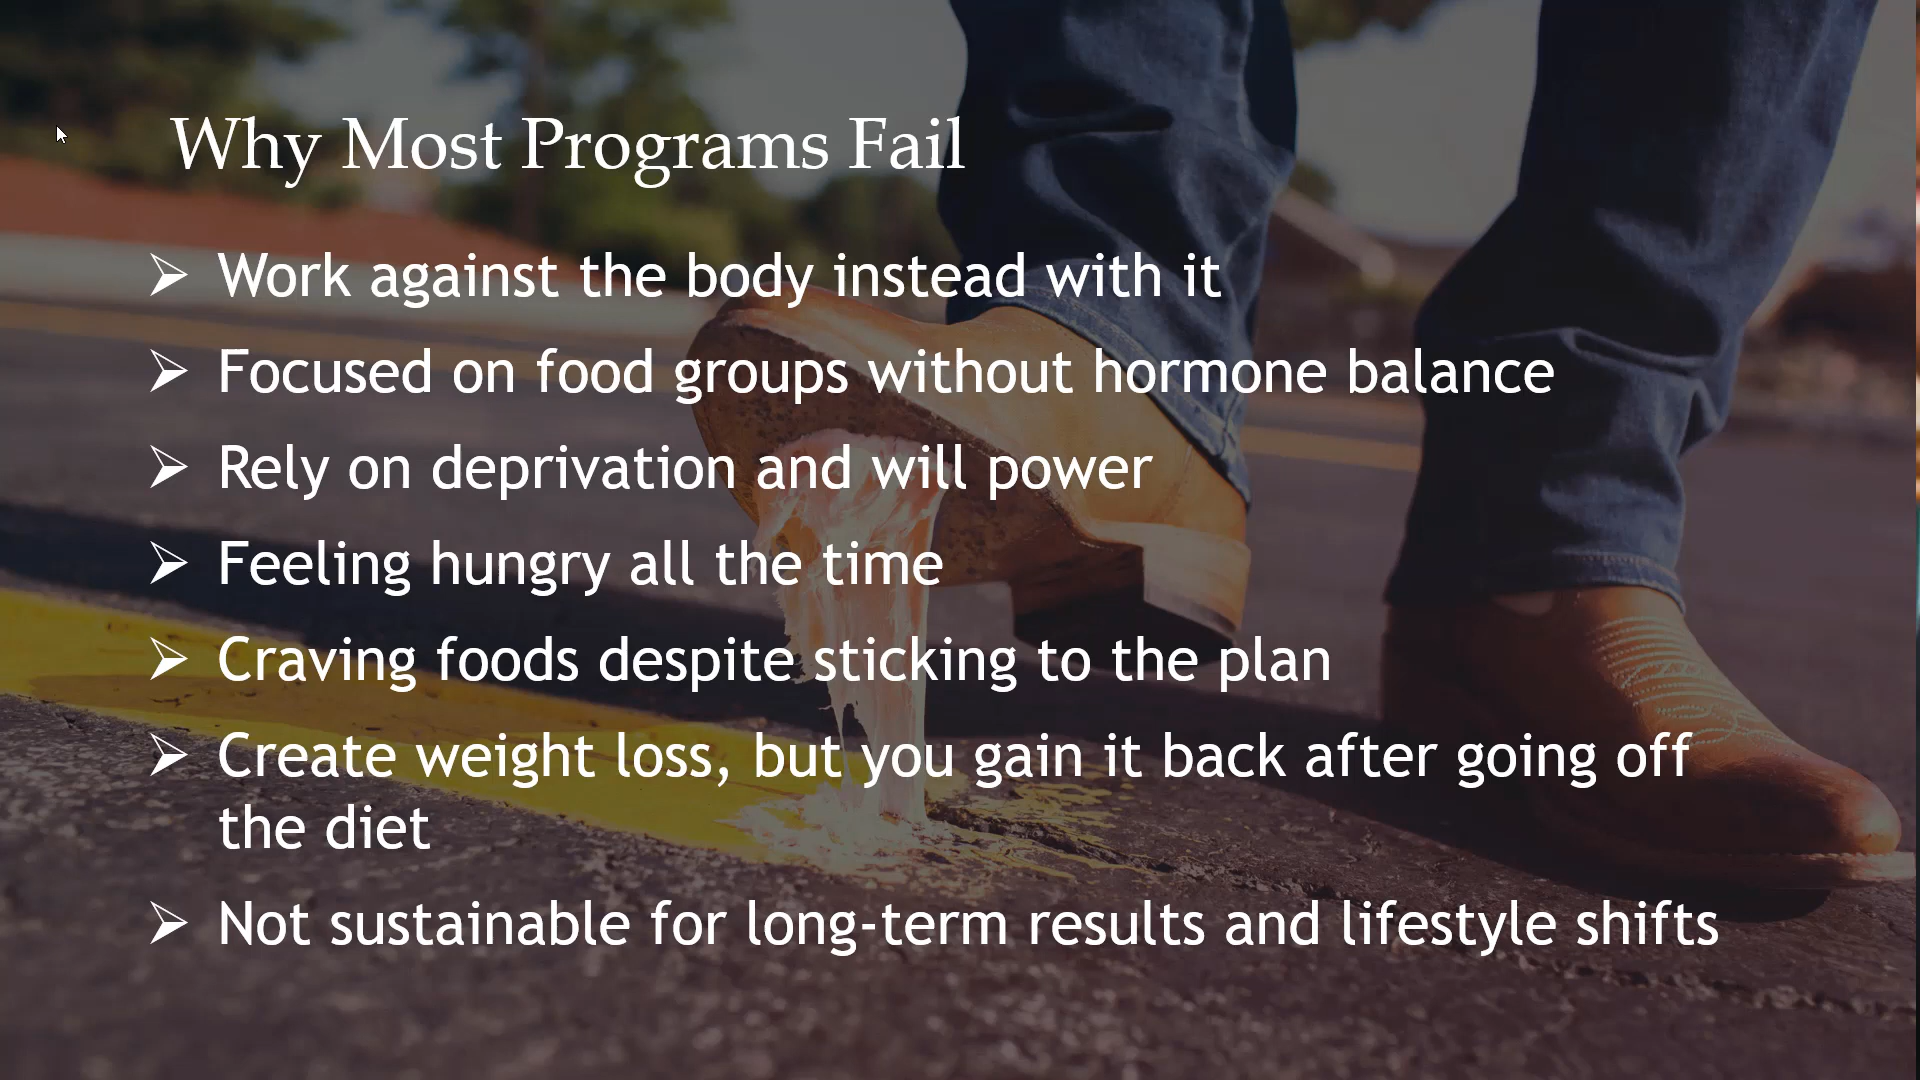 Why Most Programs Fail
➢ Work against the body instead with it
➢ Focused on food groups without hormone balance
➢ Rely on deprivation and will power
➢ Feeling hungry all the time
➢ Craving foods despite sticking to the plan
➢ Create weight loss, but you gain it back after going off
the diet
➢ Not sustainable for long-term results and lifestyle shifts